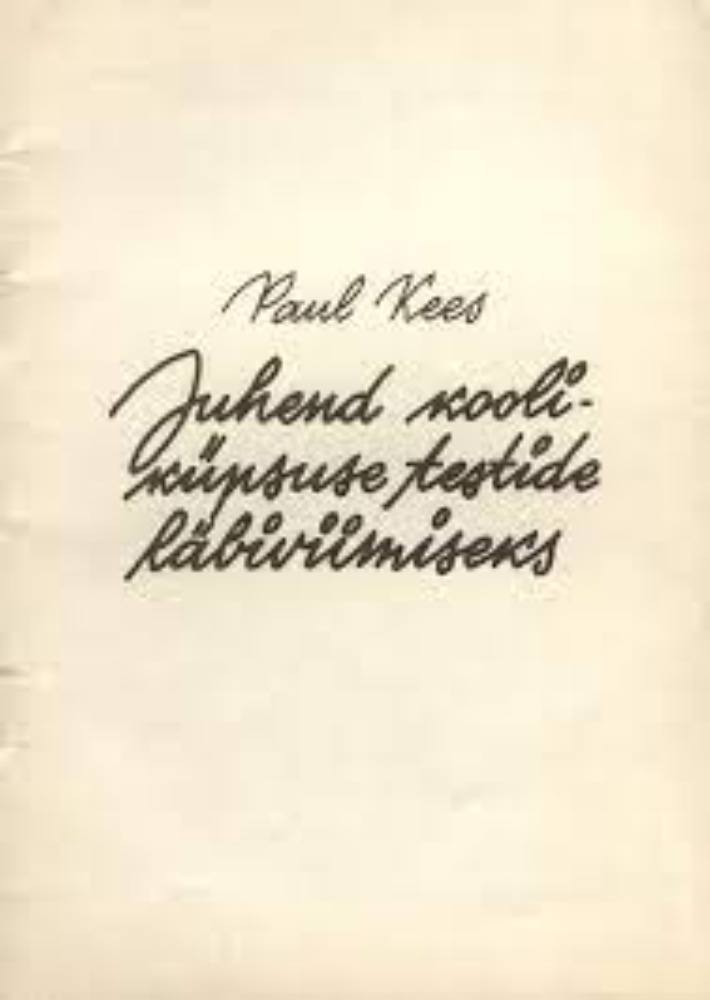 Paul Kees
Juhend kooli-
küpsuse testide
läbiviimiseks